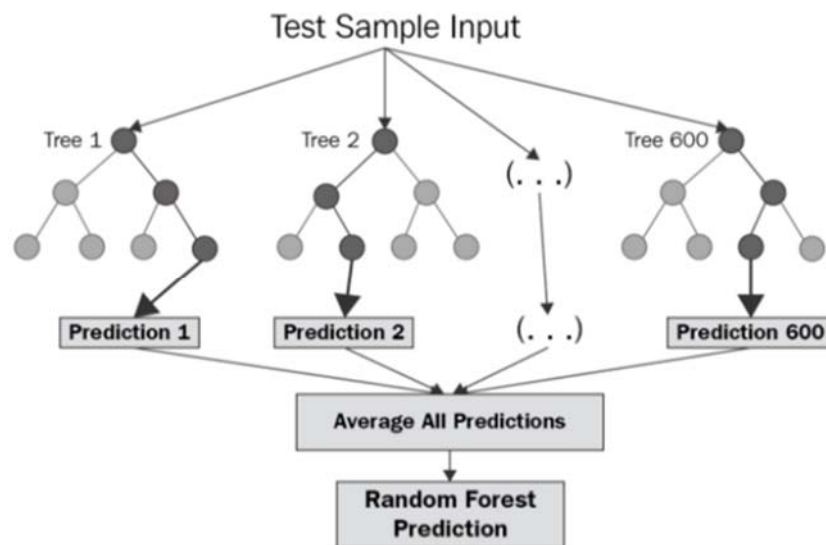 Test Sample Input
Tree 1
Tree 2
Tree 600
(. . .)
Prediction 1
Prediction 2
(. . .)
Prediction 600
Average All Predictions
Random Forest
Prediction